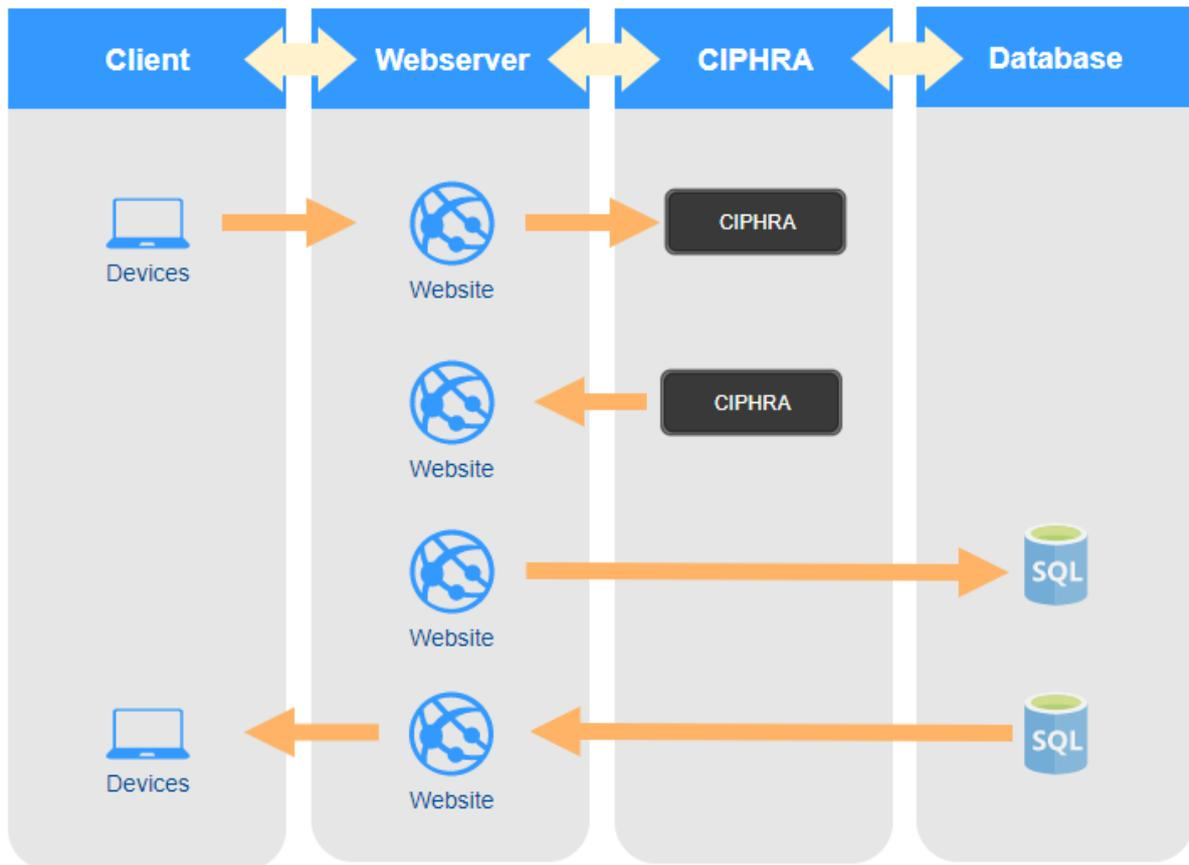 Client
Webserver
CIPHRA
Database
CIPHRA
Devices
Website
CIPHRA
Website
SQL
Website
SQL
Devices
Website